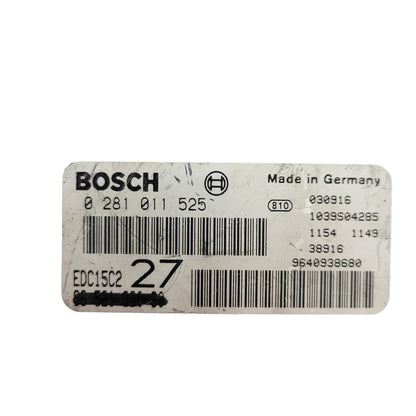 BOSCH
Made in Germany
0 281 011 525
810
030916
1039S04285
1154 1149
38916
9640938680
EDC15C2 27